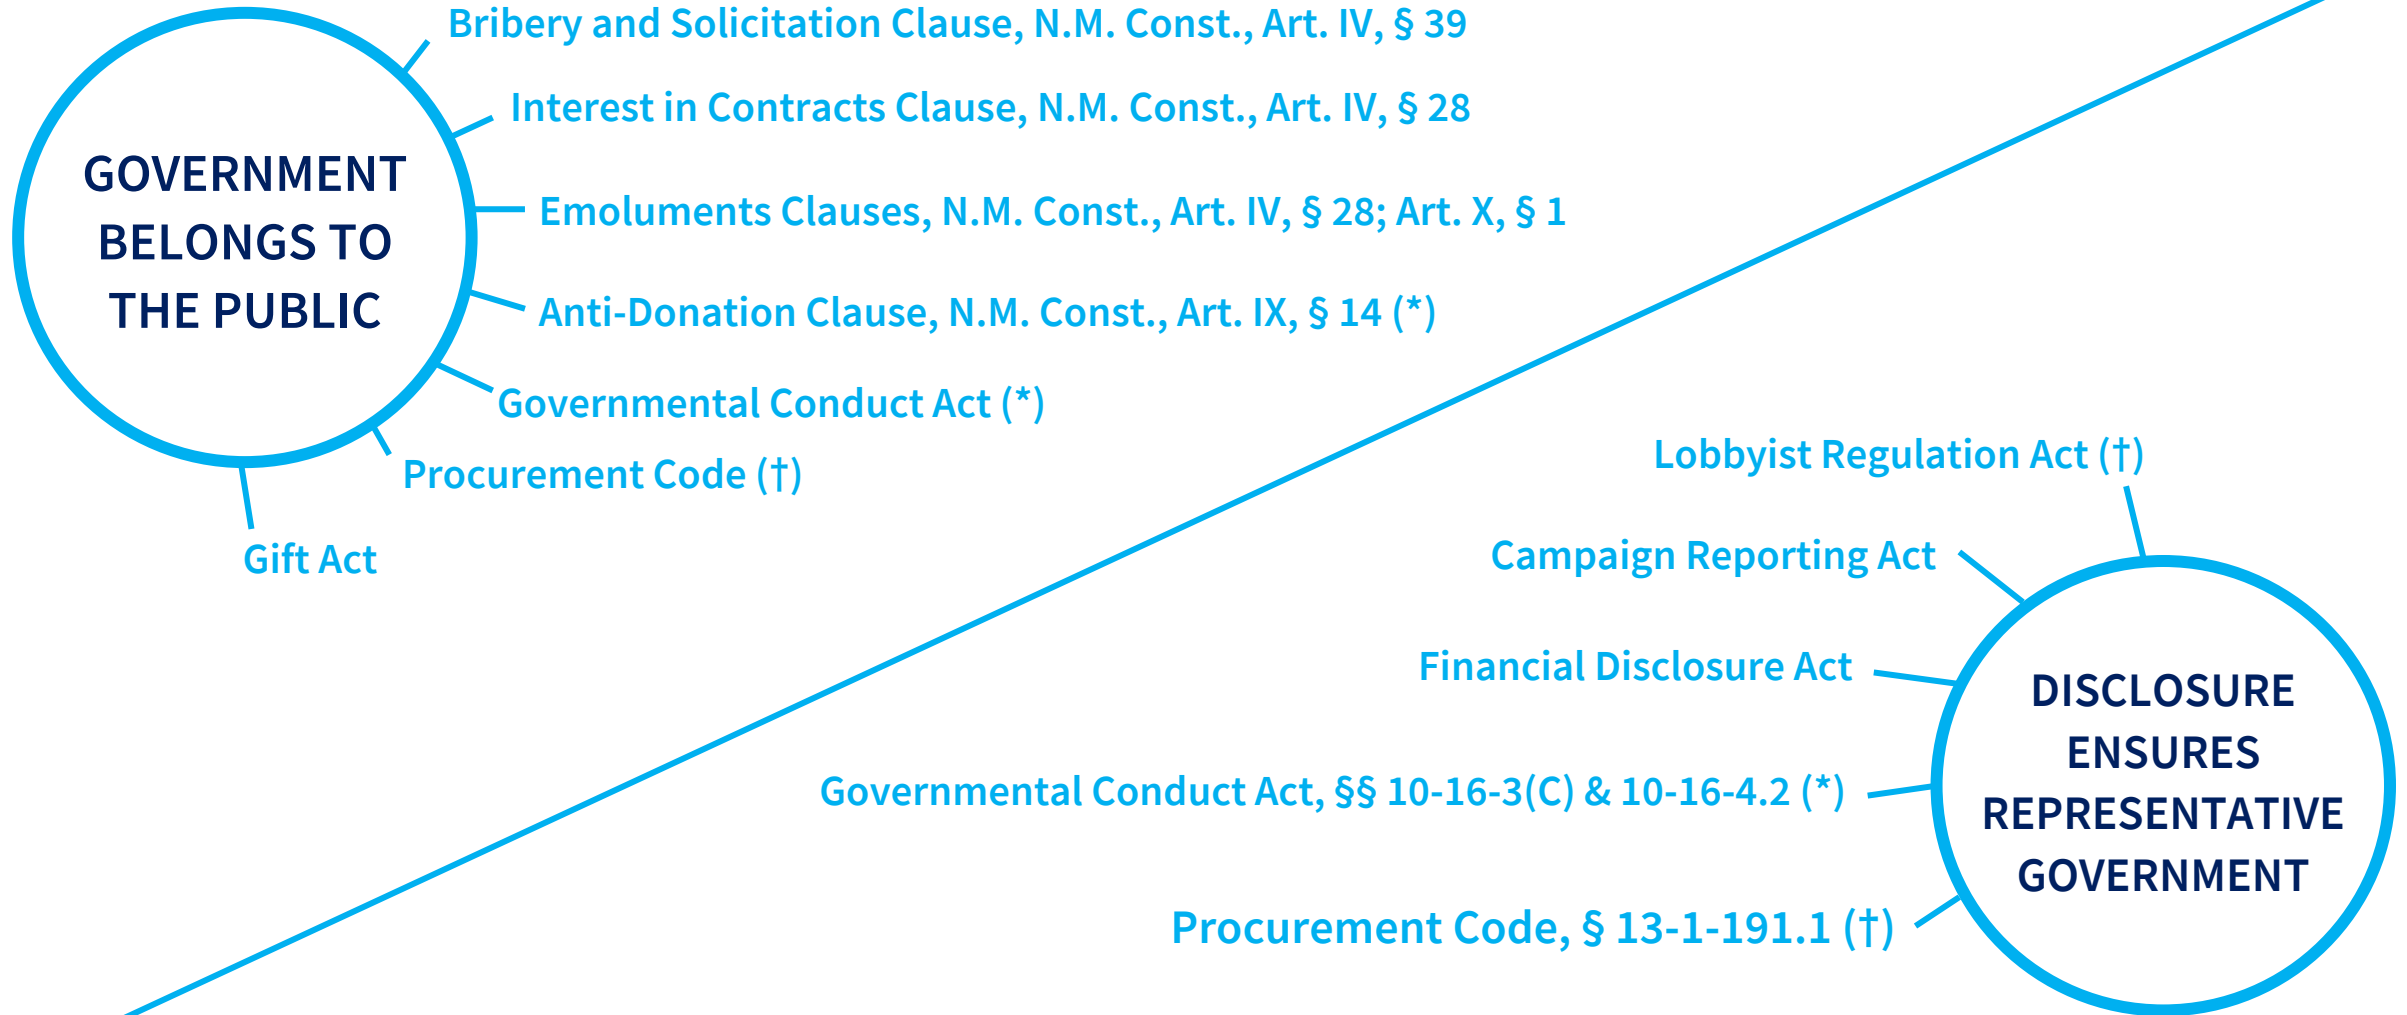 Bribery and Solicitation Clause, N.M. Const., Art. IV, § 39
Interest in Contracts Clause, N.M. Const., Art. IV, § 28
GOVERNMENT
BELONGS TO
THE PUBLIC
Emoluments Clauses, N.M. Const., Art. IV, § 28; Art. X, § 1
Anti-Donation Clause, N.M. Const., Art. IX, § 14 (*)
Governmental Conduct Act (*)
Procurement Code (†)
Gift Act
Lobbyist Regulation Act (†)
Campaign Reporting Act
Financial Disclosure Act
DISCLOSURE
ENSURES
REPRESENTATIVE
GOVERNMENT
Governmental Conduct Act, §§ 10-16-3(C) & 10-16-4.2 (*)
Procurement Code, § 13-1-191.1 (†)